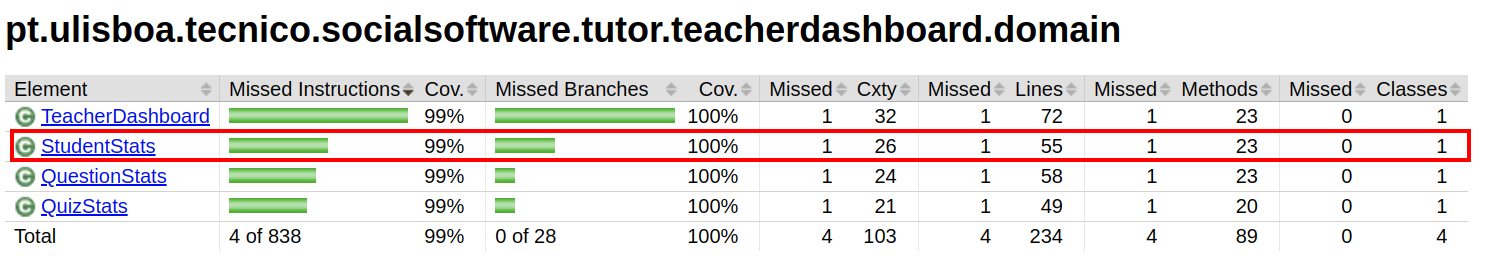 pt.ulisboa.tecnico.socialsoftware.tutor.teacherdashboard.domain
Element Missed Instructions Cov. Missed Branches Cov. Missed Cxty Missed Lines Missed Methods Missed Classes
C TeacherDashboard 99% 100% 1 32 1 72 1 23 0 1
C StudentStats 99% 100% 1 26 1 55 1 23 0 1
C QuestionStats 99% 100% 1 24 1 58 1 23 0 1
C QuizStats 99% 100% 1 21 1 49 1 20 0 1
Total 4 of 838 99% 0 of 28 100% 4 103 4 234 4 89 0 4